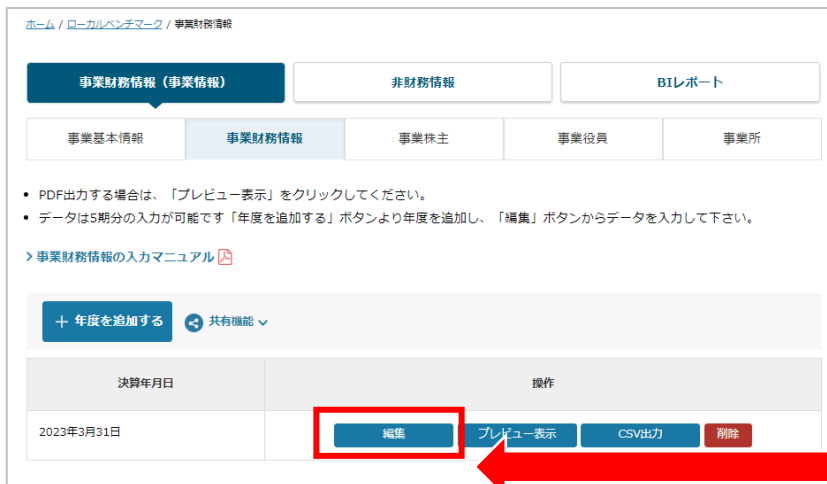 ホーム / ローカルベンチマーク / 事業財務情報
事業財務情報（事業情報） 非財務情報 BIレポート
事業基本情報 事業財務情報 事業株主 事業役員 事業所
• PDF出力する場合は、「プレビュー表示」をクリックしてください。
• データは5期分の入力が可能です「年度を追加する」ボタンより年度を追加し、「編集」ボタンからデータを入力して下さい。
事業財務情報の入力マニュアル
＋ 年度を追加する 共有機能
決算年月日 操作
2023年3月31日 編集 プレビュー表示 CSV出力 削除